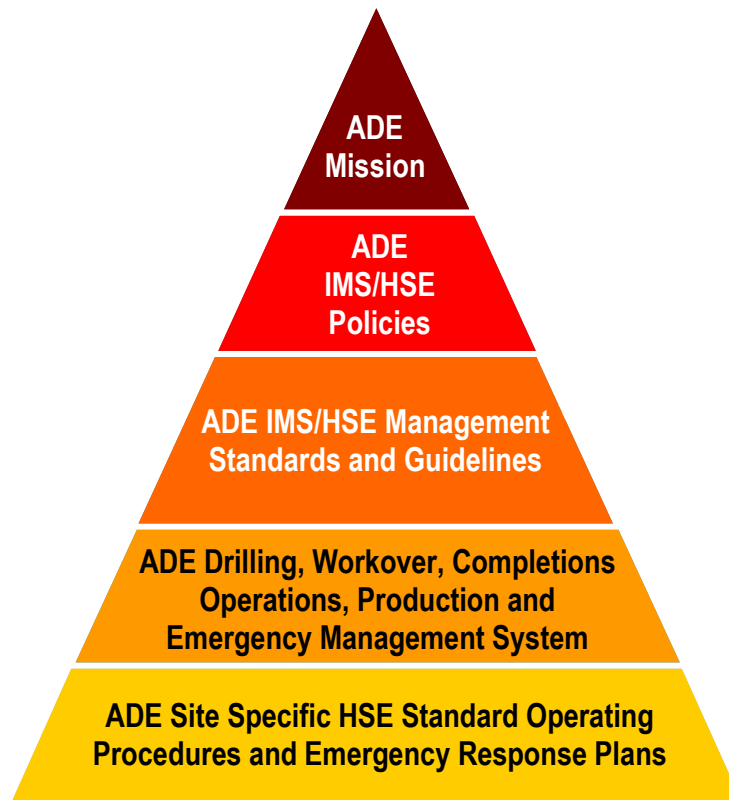 ADE
Mission
ADE
IMS/HSE
Policies
ADE IMS/HSE Management
Standards and Guidelines
ADE Drilling, Workover, Completions
Operations, Production and
Emergency Management System
ADE Site Specific HSE Standard Operating
Procedures and Emergency Response Plans